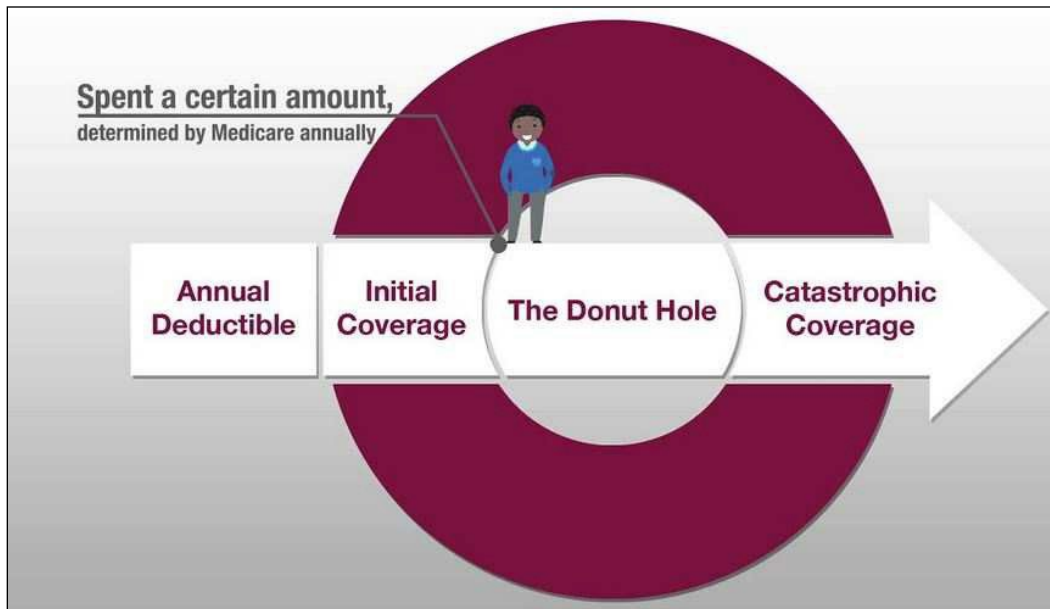 Spent a certain amount,
determined by Medicare annually
Annual
Deductible
Initial
Coverage
The Donut Hole
Catastrophic
Coverage